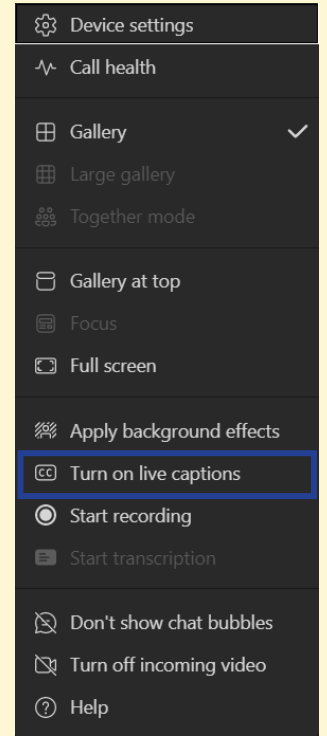 Device settings
Call health
Gallery
Large gallery
Together mode
Gallery at top
Focus
Full screen
Apply background effects
CC Turn on live captions
Start recording
Start transcription
Don't show chat bubbles
Turn off incoming video
? Help